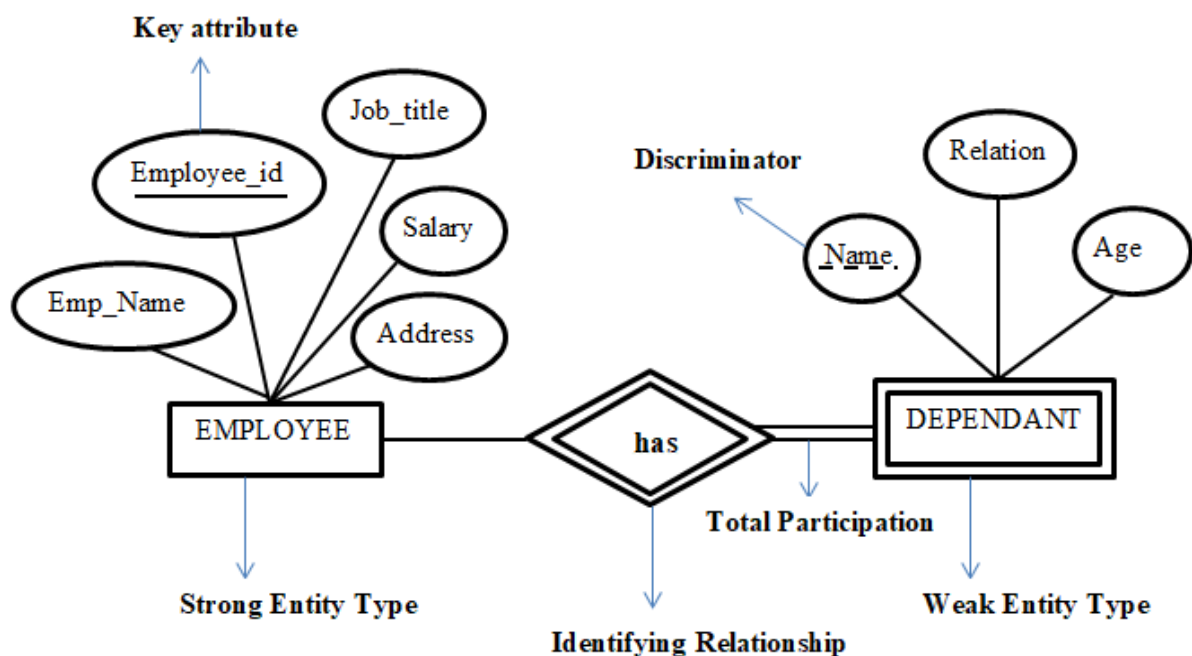 Key attribute
Job_title
Employee_id
Relation
Discriminator
Salary
Name
Age
Emp_Name
Address
EMPLOYEE
has
DEPENDANT
Total Participation
Strong Entity Type
Weak Entity Type
Identifying Relationship